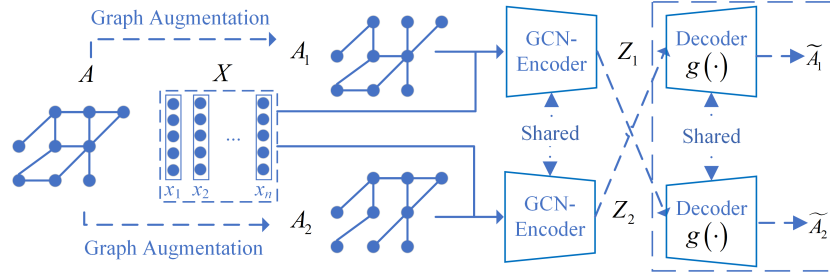 Graph Augmentation
A
X
A₁
x₁ x₂ ... xₙ
Graph Augmentation
A₂
GCN-
Encoder
Shared
GCN-
Encoder
Z₁
Z₂
Decoder
g(·)
Shared
Decoder
g(·)
Ã₁
Ã₂